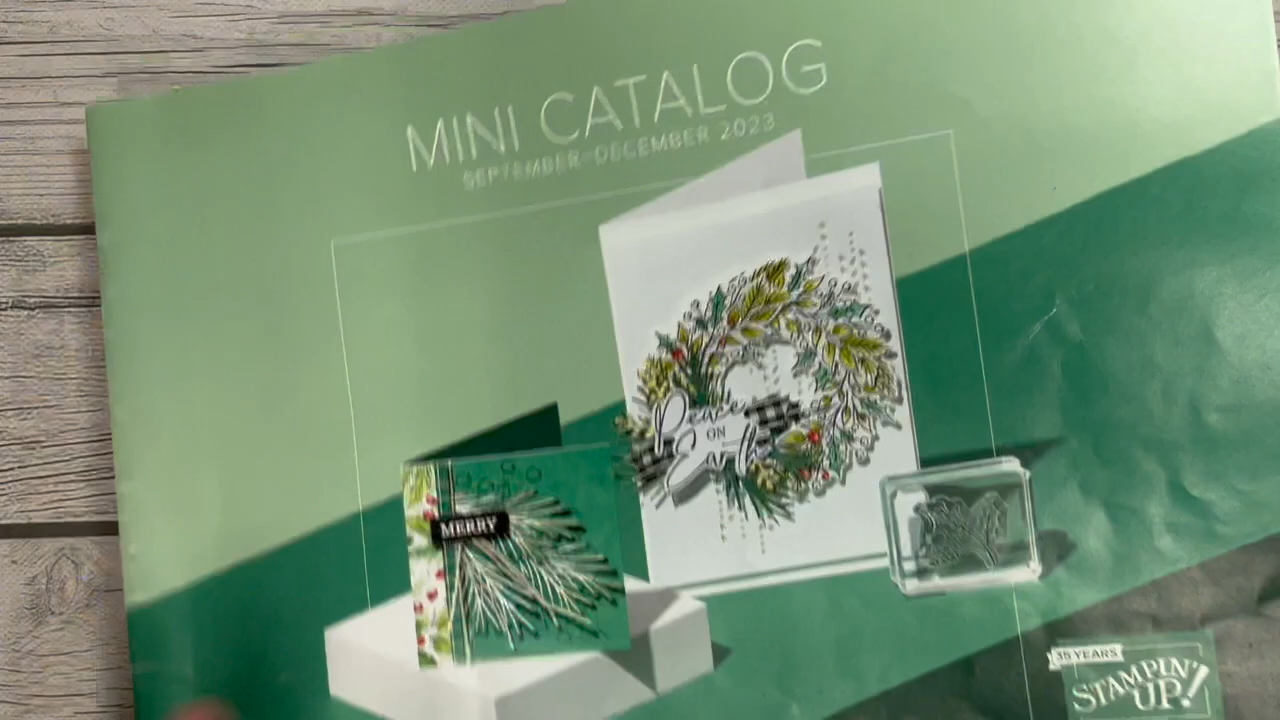 MINI CATALOG
SEPTEMBER–DECEMBER 2023
Peace
ON
Earth
MERRY
35 YEARS
STAMPIN'
UP!